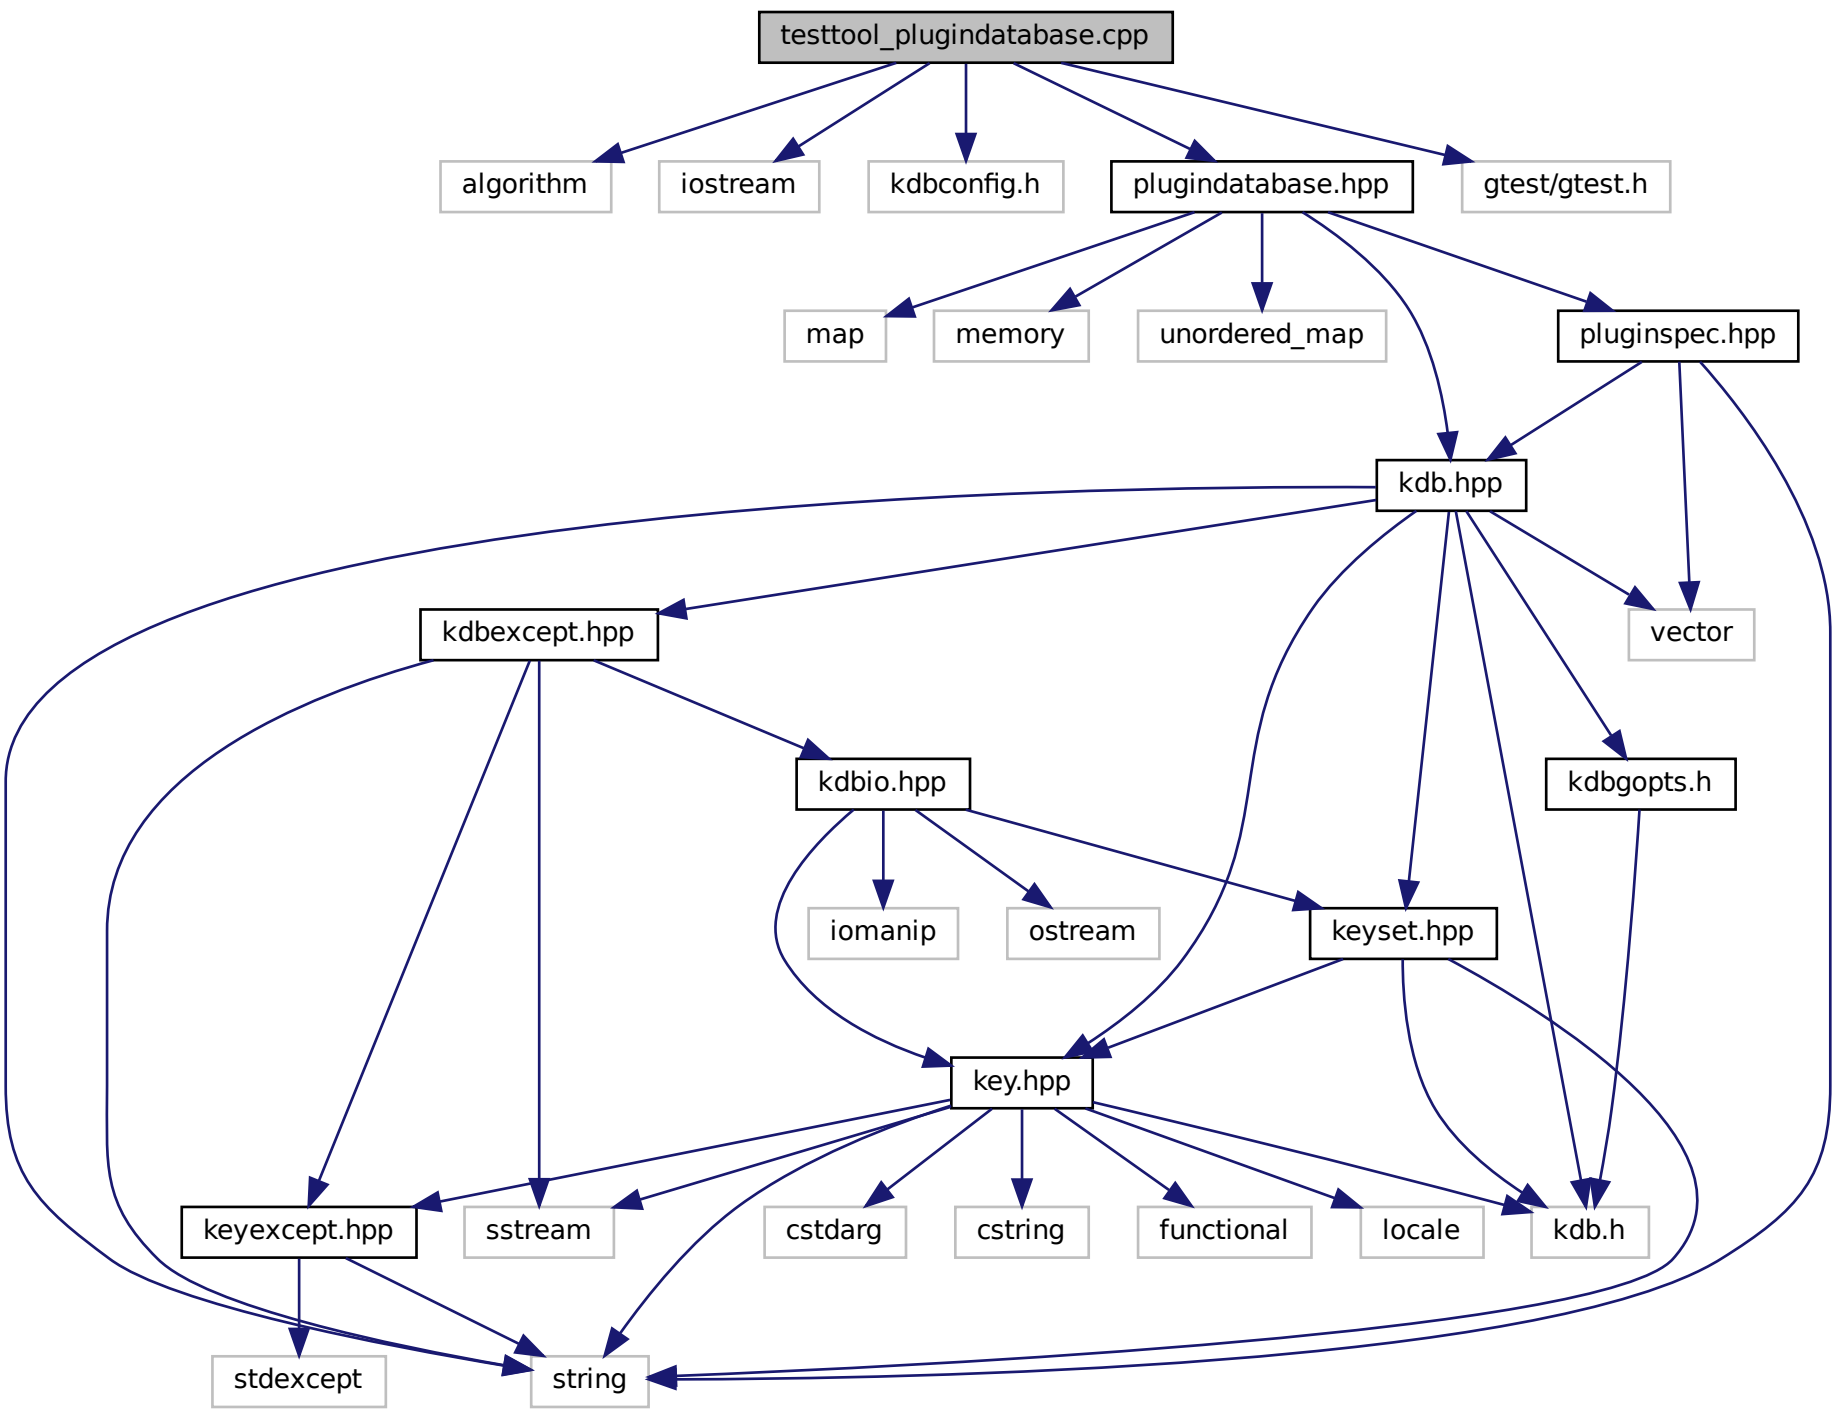 testtool_plugindatabase.cpp
algorithm
iostream
kdbconfig.h
plugindatabase.hpp
gtest/gtest.h
map
memory
unordered_map
pluginspec.hpp
kdb.hpp
kdbexcept.hpp
vector
kdbio.hpp
kdbgopts.h
iomanip
ostream
keyset.hpp
key.hpp
keyexcept.hpp
sstream
cstdarg
cstring
functional
locale
kdb.h
stdexcept
string